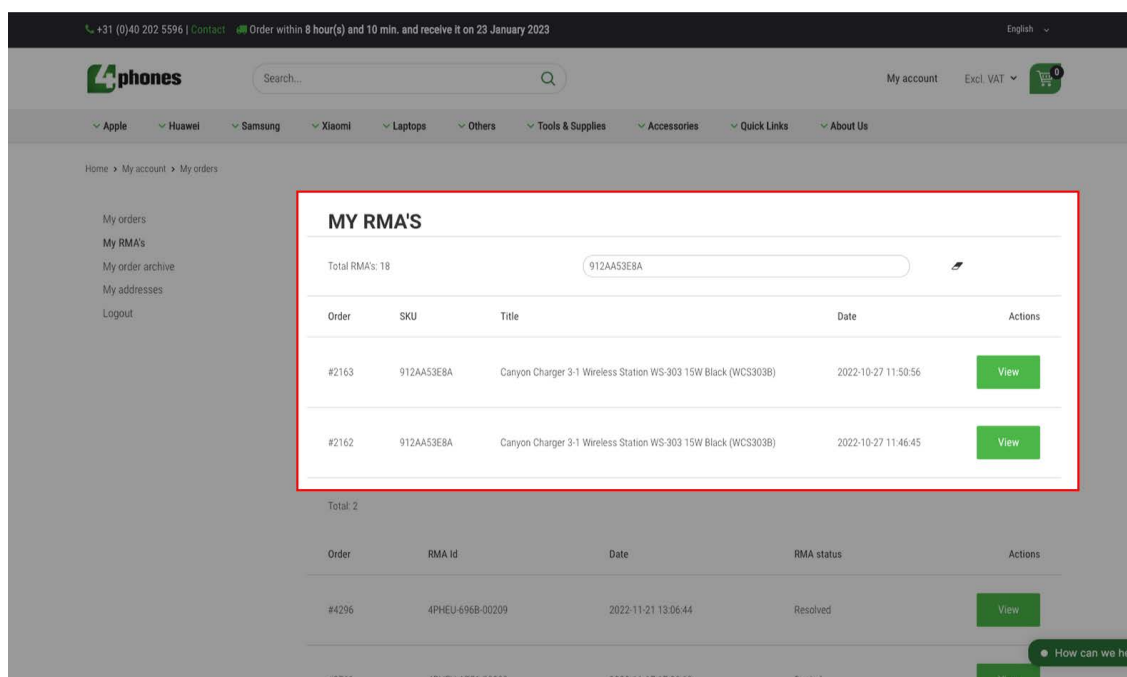 +31 (0)40 202 5596 | Contact Order within 8 hour(s) and 10 min. and receive it on 23 January 2023 English
4phones Search... My account Excl. VAT 0
Apple Huawei Samsung Xiaomi Laptops Others Tools & Supplies Accessories Quick Links About Us
Home > My account > My orders
My orders
My RMA's
My order archive
My addresses
Logout
MY RMA'S
Total RMA's: 18 912AA53E8A
Order SKU Title Date Actions
#2163 912AA53E8A Canyon Charger 3-1 Wireless Station WS-303 15W Black (WCS303B) 2022-10-27 11:50:56 View
#2162 912AA53E8A Canyon Charger 3-1 Wireless Station WS-303 15W Black (WCS303B) 2022-10-27 11:46:45 View
Total: 2
Order RMA Id Date RMA status Actions
#4296 4PHEU-696B-00209 2022-11-21 13:06:44 Resolved View
How can we he